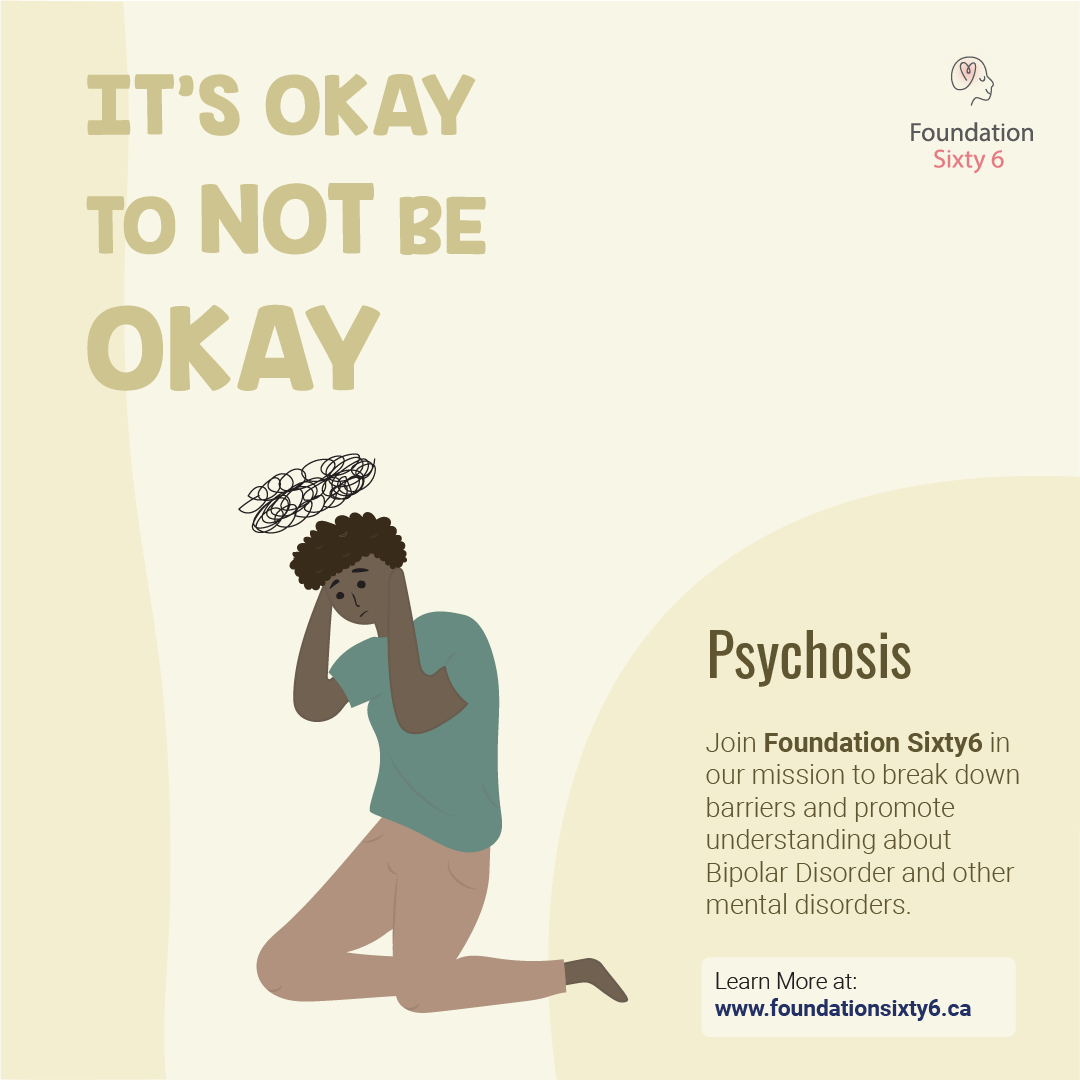 IT'S OKAY
TO NOT BE
OKAY
Foundation
Sixty 6
Psychosis
Join Foundation Sixty6 in
our mission to break down
barriers and promote
understanding about
Bipolar Disorder and other
mental disorders.
Learn More at:
www.foundationsixty6.ca